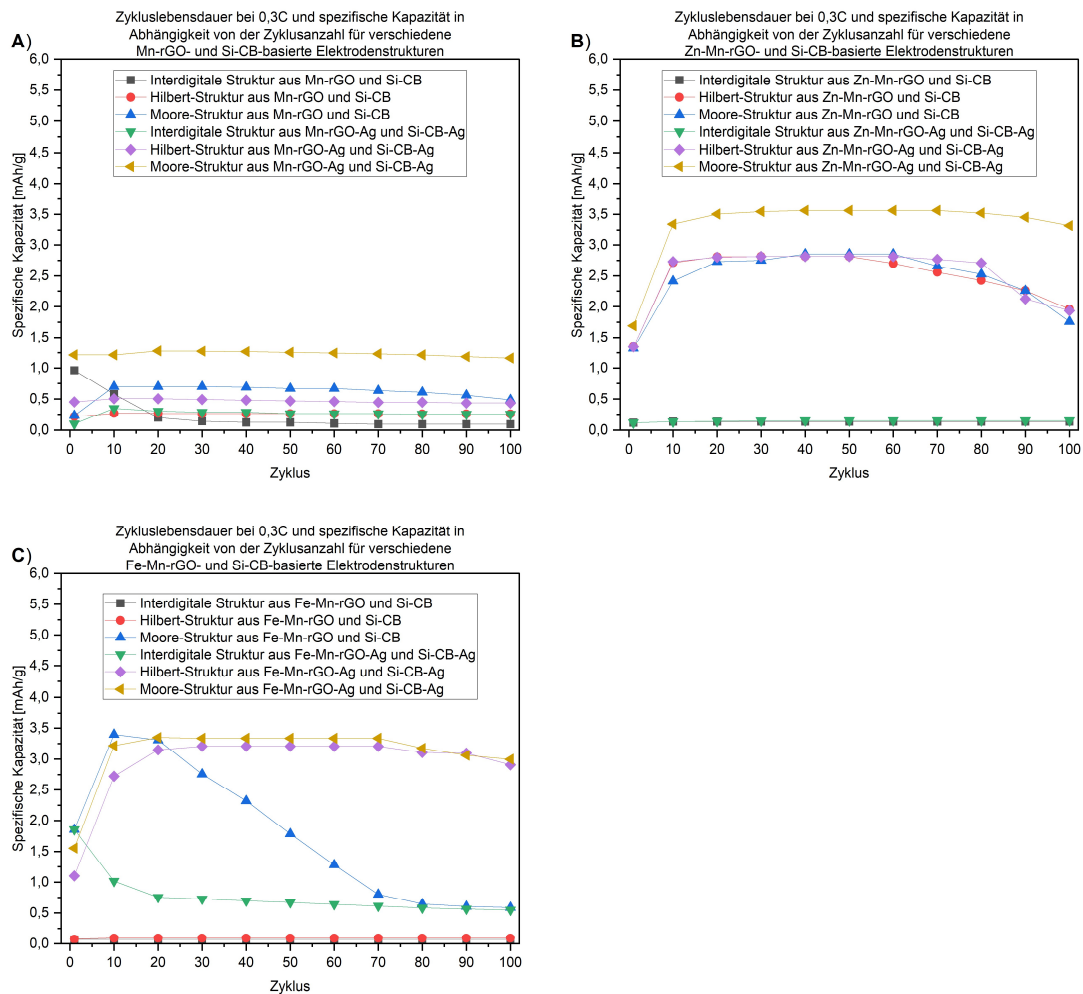 A)
Zykluslebensdauer bei 0,3C und spezifische Kapazität in
Abhängigkeit von der Zyklusanzahl für verschiedene
Mn-rGO- und Si-CB-basierte Elektrodenstrukturen
6,0
5,5
5,0
4,5
4,0
3,5
3,0
2,5
2,0
1,5
1,0
0,5
0,0
Spezifische Kapazität [mAh/g]
Interdigitale Struktur aus Mn-rGO und Si-CB
Hilbert-Struktur aus Mn-rGO und Si-CB
Moore-Struktur aus Mn-rGO und Si-CB
Interdigitale Struktur aus Mn-rGO-Ag und Si-CB-Ag
Hilbert-Struktur aus Mn-rGO-Ag und Si-CB-Ag
Moore-Struktur aus Mn-rGO-Ag und Si-CB-Ag
0 10 20 30 40 50 60 70 80 90 100
Zyklus
B)
Zykluslebensdauer bei 0,3C und spezifische Kapazität in
Abhängigkeit von der Zyklusanzahl für verschiedene
Zn-Mn-rGO- und Si-CB-basierte Elektrodenstrukturen
6,0
5,5
5,0
4,5
4,0
3,5
3,0
2,5
2,0
1,5
1,0
0,5
0,0
Spezifische Kapazität [mAh/g]
Interdigitale Struktur aus Zn-Mn-rGO und Si-CB
Hilbert-Struktur aus Zn-Mn-rGO und Si-CB
Moore-Struktur aus Zn-Mn-rGO und Si-CB
Interdigitale Struktur aus Zn-Mn-rGO-Ag und Si-CB-Ag
Hilbert-Struktur aus Zn-Mn-rGO-Ag und Si-CB-Ag
Moore-Struktur aus Zn-Mn-rGO-Ag und Si-CB-Ag
0 10 20 30 40 50 60 70 80 90 100
Zyklus
C)
Zykluslebensdauer bei 0,3C und spezifische Kapazität in
Abhängigkeit von der Zyklusanzahl für verschiedene
Fe-Mn-rGO- und Si-CB-basierte Elektrodenstrukturen
6,0
5,5
5,0
4,5
4,0
3,5
3,0
2,5
2,0
1,5
1,0
0,5
0,0
Spezifische Kapazität [mAh/g]
Interdigitale Struktur aus Fe-Mn-rGO und Si-CB
Hilbert-Struktur aus Fe-Mn-rGO und Si-CB
Moore-Struktur aus Fe-Mn-rGO und Si-CB
Interdigitale Struktur aus Fe-Mn-rGO-Ag und Si-CB-Ag
Hilbert-Struktur aus Fe-Mn-rGO-Ag und Si-CB-Ag
Moore-Struktur aus Fe-Mn-rGO-Ag und Si-CB-Ag
0 10 20 30 40 50 60 70 80 90 100
Zyklus